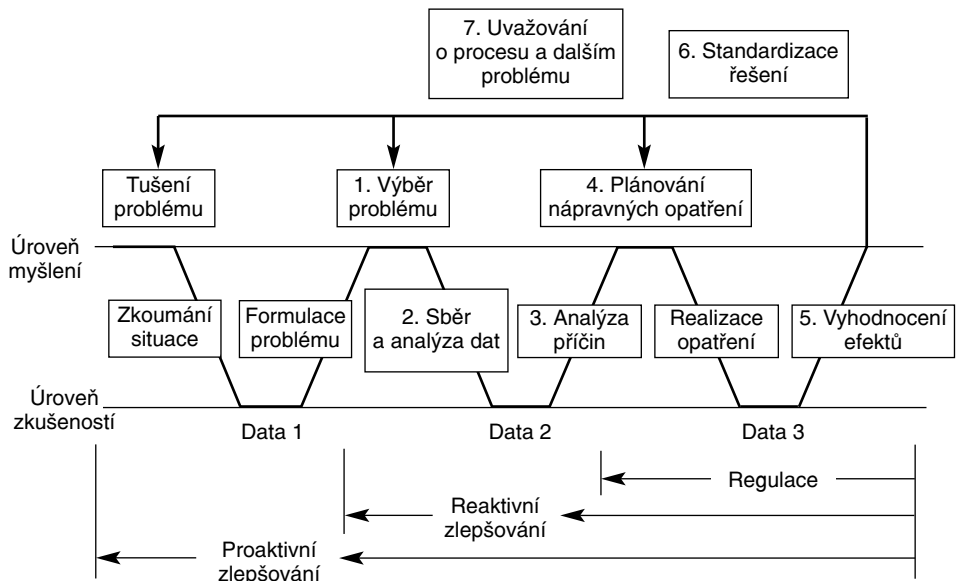 7. Uvažování
o procesu a dalším
problému
6. Standardizace
řešení
Tušení
problému
1. Výběr
problému
4. Plánování
nápravných opatření
Úroveň
myšlení
Zkoumání
situace
Formulace
problému
2. Sběr
a analýza dat
3. Analýza
příčin
Realizace
opatření
5. Vyhodnocení
efektů
Úroveň
zkušeností
Data 1
Data 2
Data 3
Regulace
Reaktivní
zlepšování
Proaktivní
zlepšování